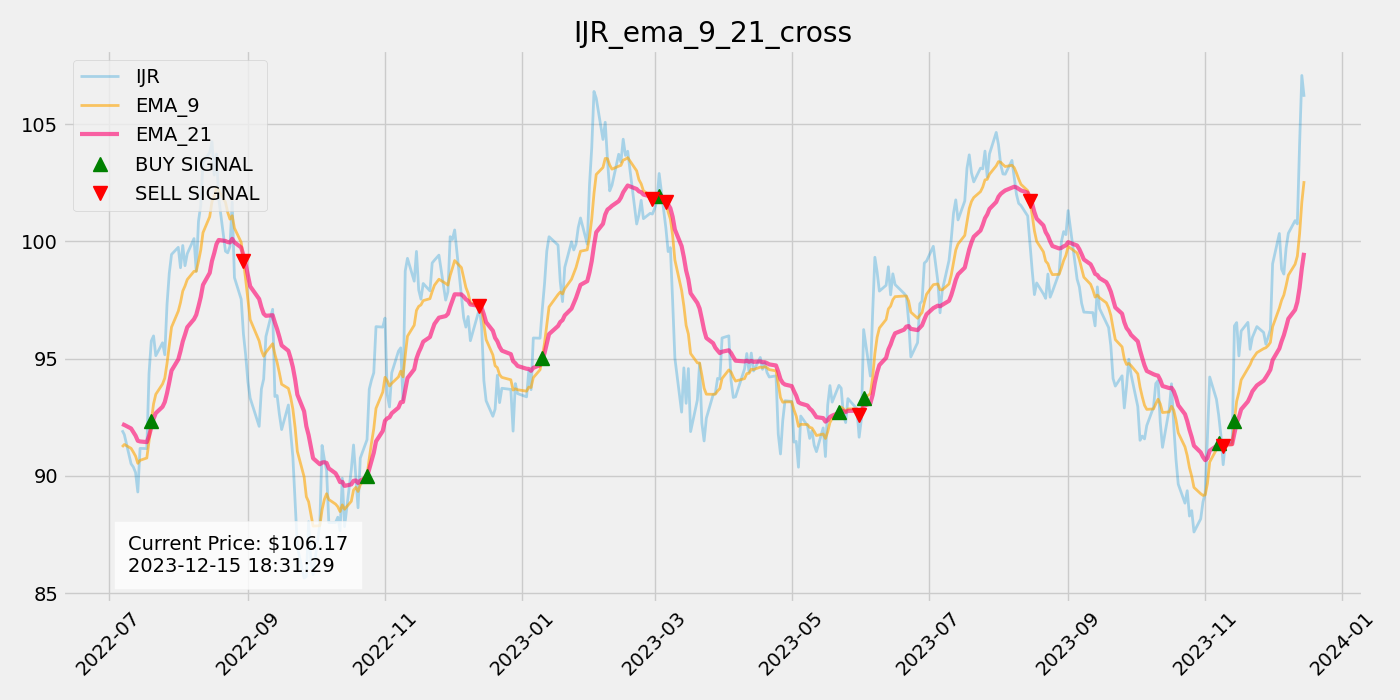 IJR_ema_9_21_cross
IJR
EMA_9
EMA_21
BUY SIGNAL
SELL SIGNAL
105
100
95
90
85
Current Price: $106.17
2023-12-15 18:31:29
2022-07
2022-09
2022-11
2023-01
2023-03
2023-05
2023-07
2023-09
2023-11
2024-01